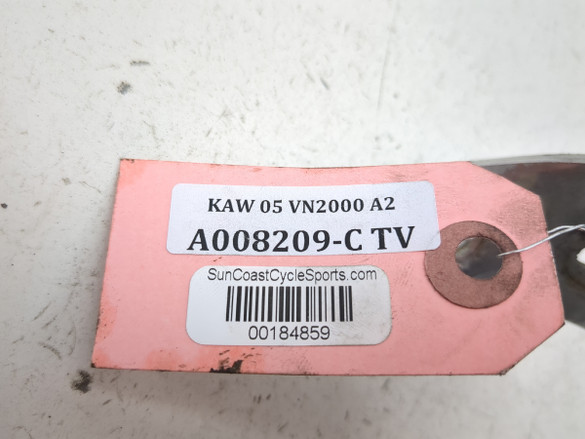 KAW 05 VN2000 A2
A008209-C TV
SunCoastCycleSports.com
00184859